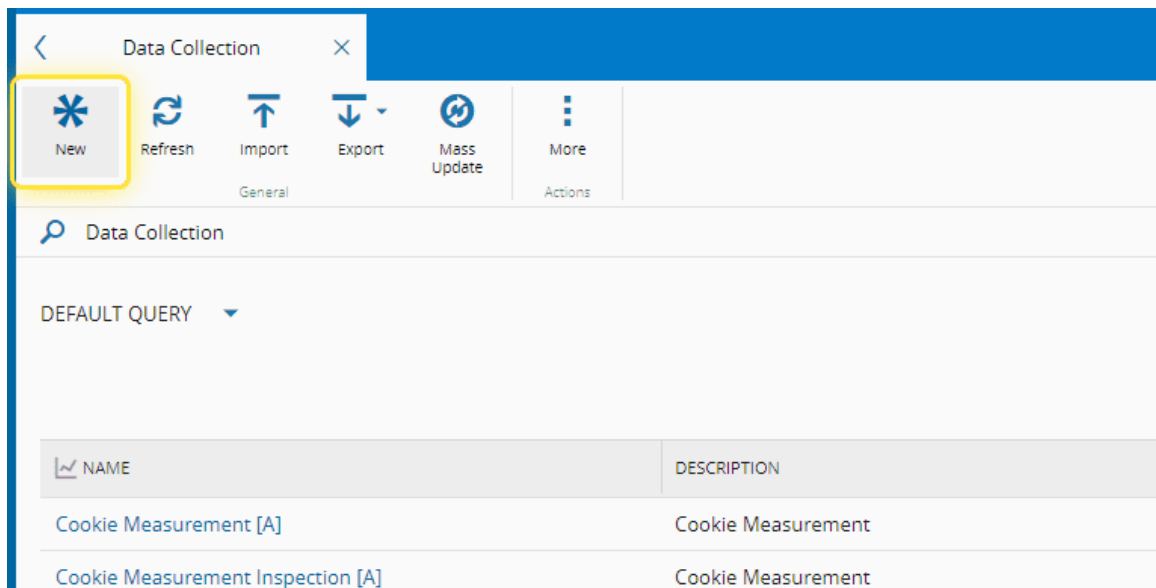 Data Collection
New
Refresh
Import
Export
Mass
Update
More
General
Actions
Data Collection
DEFAULT QUERY
NAME
DESCRIPTION
Cookie Measurement [A]
Cookie Measurement
Cookie Measurement Inspection [A]
Cookie Measurement